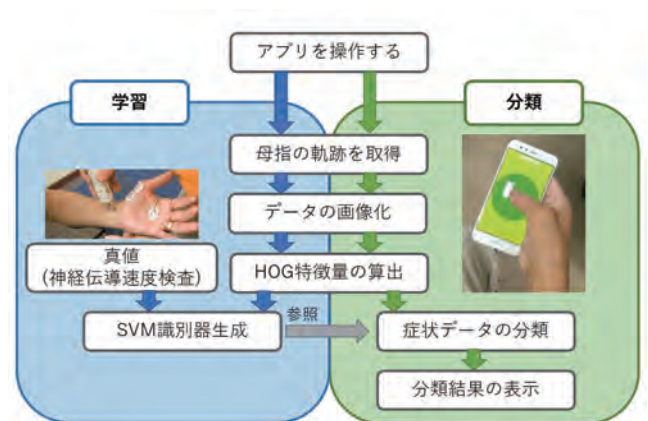 アプリを操作する
学習
分類
母指の軌跡を取得
データの画像化
真値
(神経伝導速度検査)
HOG特徴量の算出
SVM識別器生成
参照
症状データの分類
分類結果の表示